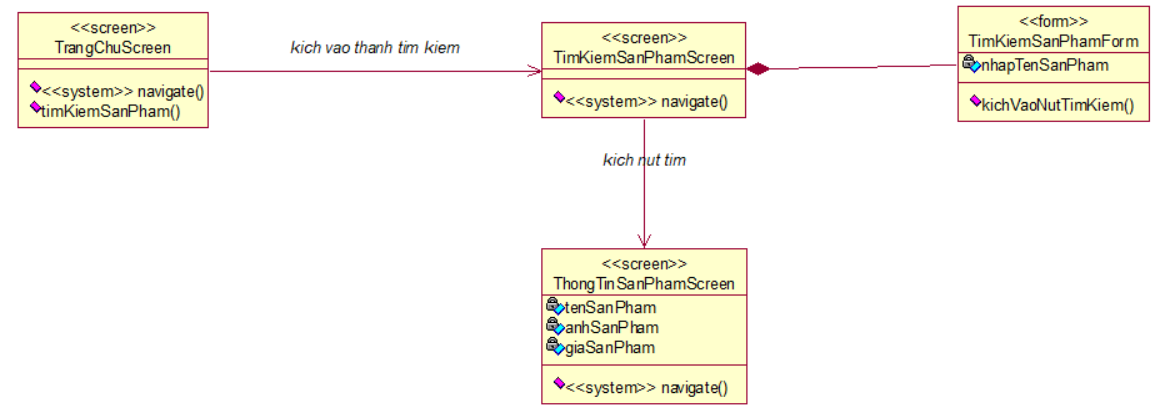 <<screen>>
TrangChuScreen
<<system>> navigate()
timKiemSanPham()
kich vao thanh tim kiem
<<screen>>
TimKiemSanPhamScreen
<<system>> navigate()
<<form>>
TimKiemSanPhamForm
nhapTenSanPham
kichVaoNutTimKiem()
kich nut tim
<<screen>>
ThongTinSanPhamScreen
tenSanPham
anhSanPham
giaSanPham
<<system>> navigate()